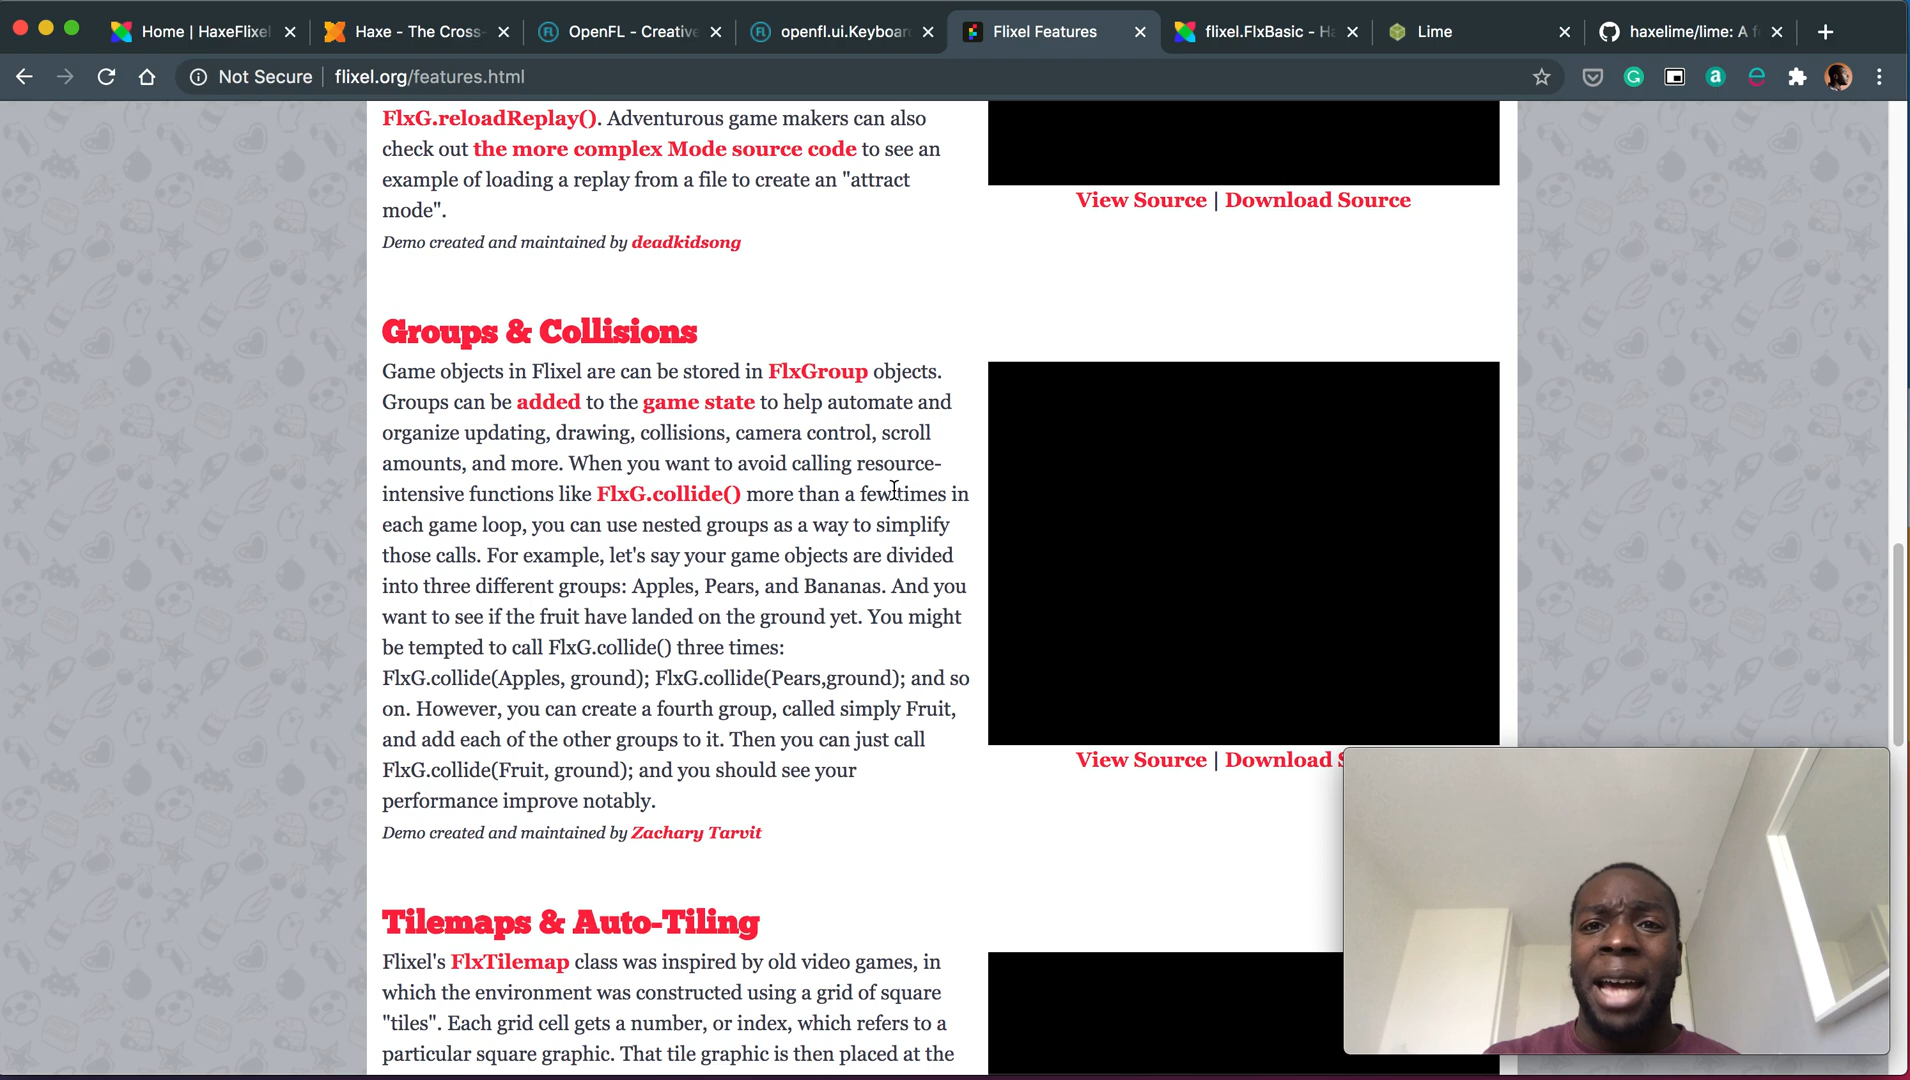 Home | HaxeFlixel
Haxe - The Cross-
OpenFL - Creative
openfl.ui.Keyboar
Flixel Features
flixel.FlxBasic - Ha
Lime
haxelime/lime: A f
Not Secure | flixel.org/features.html
FlxG.reloadReplay(). Adventurous game makers can also
check out the more complex Mode source code to see an
example of loading a replay from a file to create an "attract
mode".
Demo created and maintained by deadkidsong
View Source | Download Source
Groups & Collisions
Game objects in Flixel are can be stored in FlxGroup objects.
Groups can be added to the game state to help automate and
organize updating, drawing, collisions, camera control, scroll
amounts, and more. When you want to avoid calling resource-
intensive functions like FlxG.collide() more than a few times in
each game loop, you can use nested groups as a way to simplify
those calls. For example, let's say your game objects are divided
into three different groups: Apples, Pears, and Bananas. And you
want to see if the fruit have landed on the ground yet. You might
be tempted to call FlxG.collide() three times:
FlxG.collide(Apples, ground); FlxG.collide(Pears,ground); and so
on. However, you can create a fourth group, called simply Fruit,
and add each of the other groups to it. Then you can just call
FlxG.collide(Fruit, ground); and you should see your
performance improve notably.
Demo created and maintained by Zachary Tarvit
View Source | Download S
Tilemaps & Auto-Tiling
Flixel's FlxTilemap class was inspired by old video games, in
which the environment was constructed using a grid of square
"tiles". Each grid cell gets a number, or index, which refers to a
particular square graphic. That tile graphic is then placed at the